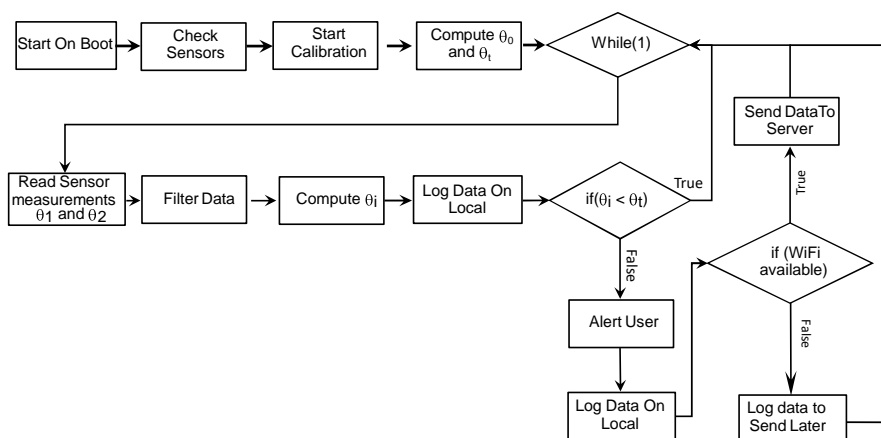 Start On Boot
Check
Sensors
Start
Calibration
Compute θ0
and θt
While(1)
Send DataTo
Server
Read Sensor
measurements
θ1 and θ2
Filter Data
Compute θi
Log Data On
Local
if(θi < θt)
True
True
if (WiFi
available)
False
Alert User
False
Log Data On
Local
Log data to
Send Later